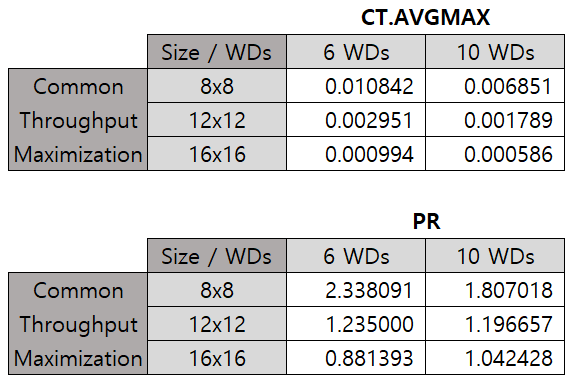 CT.AVGMAX
Size / WDs 6 WDs 10 WDs
Common 8x8 0.010842 0.006851
Throughput 12x12 0.002951 0.001789
Maximization 16x16 0.000994 0.000586
PR
Size / WDs 6 WDs 10 WDs
Common 8x8 2.338091 1.807018
Throughput 12x12 1.235000 1.196657
Maximization 16x16 0.881393 1.042428